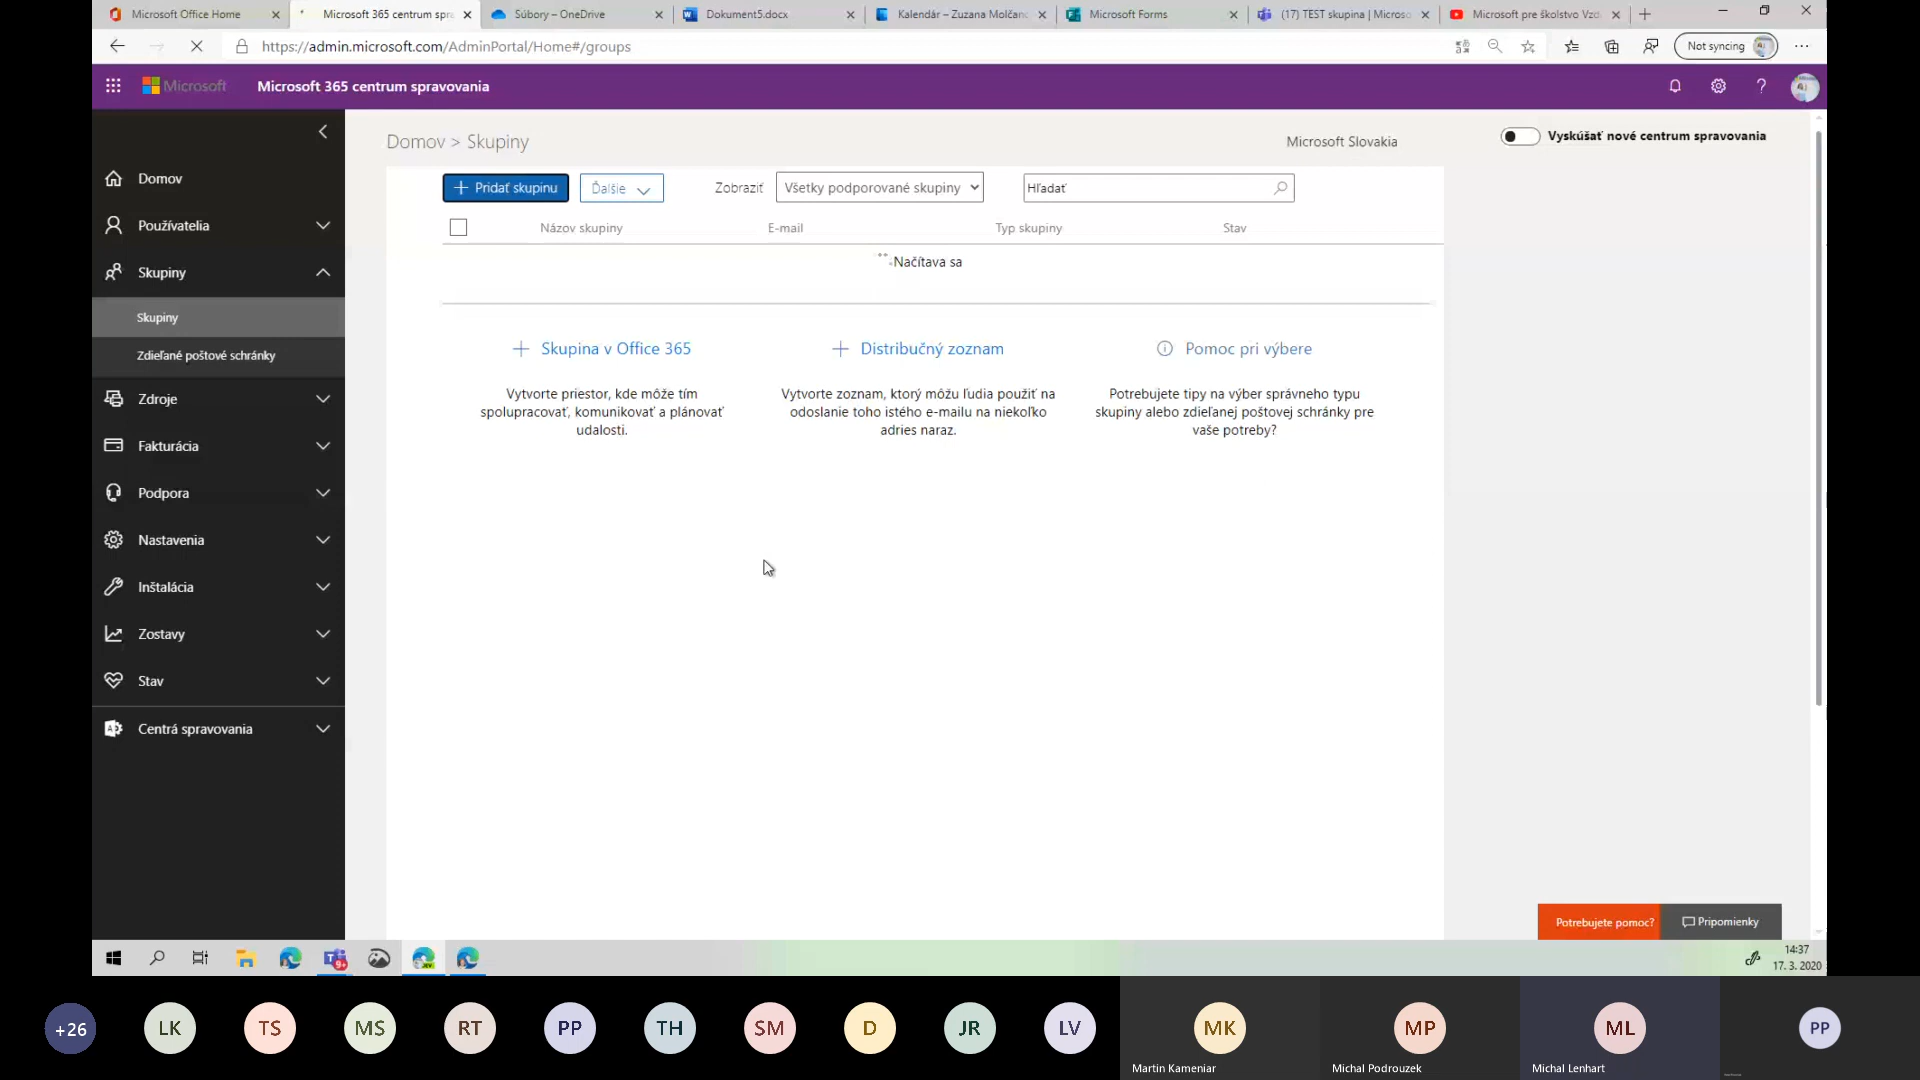 Microsoft Office Home
Microsoft 365 centrum spra
Súbory – OneDrive
Dokument5.docx
Kalendár – Zuzana Molčan
Microsoft Forms
(17) TEST skupina | Microso
Microsoft pre školstvo Vzd
https://admin.microsoft.com/AdminPortal/Home#/groups
Not syncing
Microsoft
Microsoft 365 centrum spravovania
Domov
Používatelia
Skupiny
Skupiny
Zdieľané poštové schránky
Zdroje
Fakturácia
Podpora
Nastavenia
Inštalácia
Zostavy
Stav
Centrá spravovania
Domov > Skupiny
Microsoft Slovakia
Vyskúšať nové centrum spravovania
Pridať skupinu
Ďalšie
Zobraziť
Všetky podporované skupiny
Hľadať
Názov skupiny
E-mail
Typ skupiny
Stav
Načítava sa
Skupina v Office 365
Vytvorte priestor, kde môže tím
spolupracovať, komunikovať a plánovať
udalosti.
Distribučný zoznam
Vytvorte zoznam, ktorý môžu ľudia použiť na
odoslanie toho istého e-mailu na niekoľko
adries naraz.
Pomoc pri výbere
Potrebujete tipy na výber správneho typu
skupiny alebo zdieľanej poštovej schránky pre
vaše potreby?
Potrebujete pomoc?
Pripomienky
14:37
17. 3. 2020
+26
LK
TS
MS
RT
PP
TH
SM
D
JR
LV
MK
Martin Kameniar
MP
Michal Podrouzek
ML
Michal Lenhart
PP